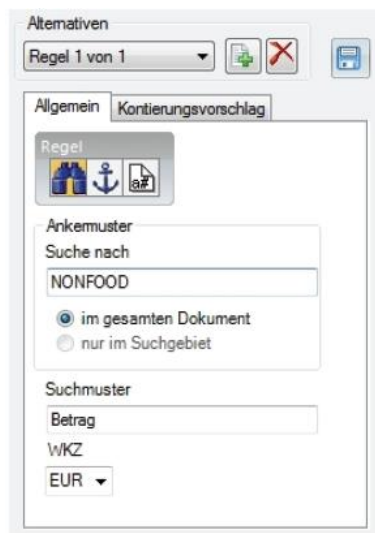 Alternativen
Regel 1 von 1
Allgemein Kontierungsvorschlag
Regel
a#
Ankermuster
Suche nach
NONFOOD
im gesamten Dokument
nur im Suchgebiet
Suchmuster
Betrag
WKZ
EUR